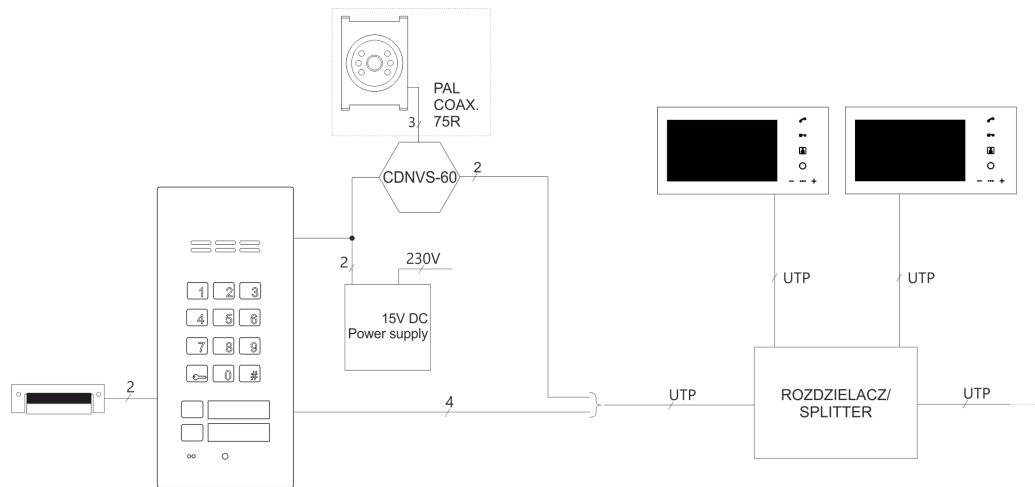 PAL
COAX.
75R
3
CDNVS-60
2
2
230V
15V DC
Power supply
1 2 3
4 5 6
7 8 9
0 #
2
4
UTP
UTP
UTP
ROZDZIELACZ/
SPLITTER
UTP